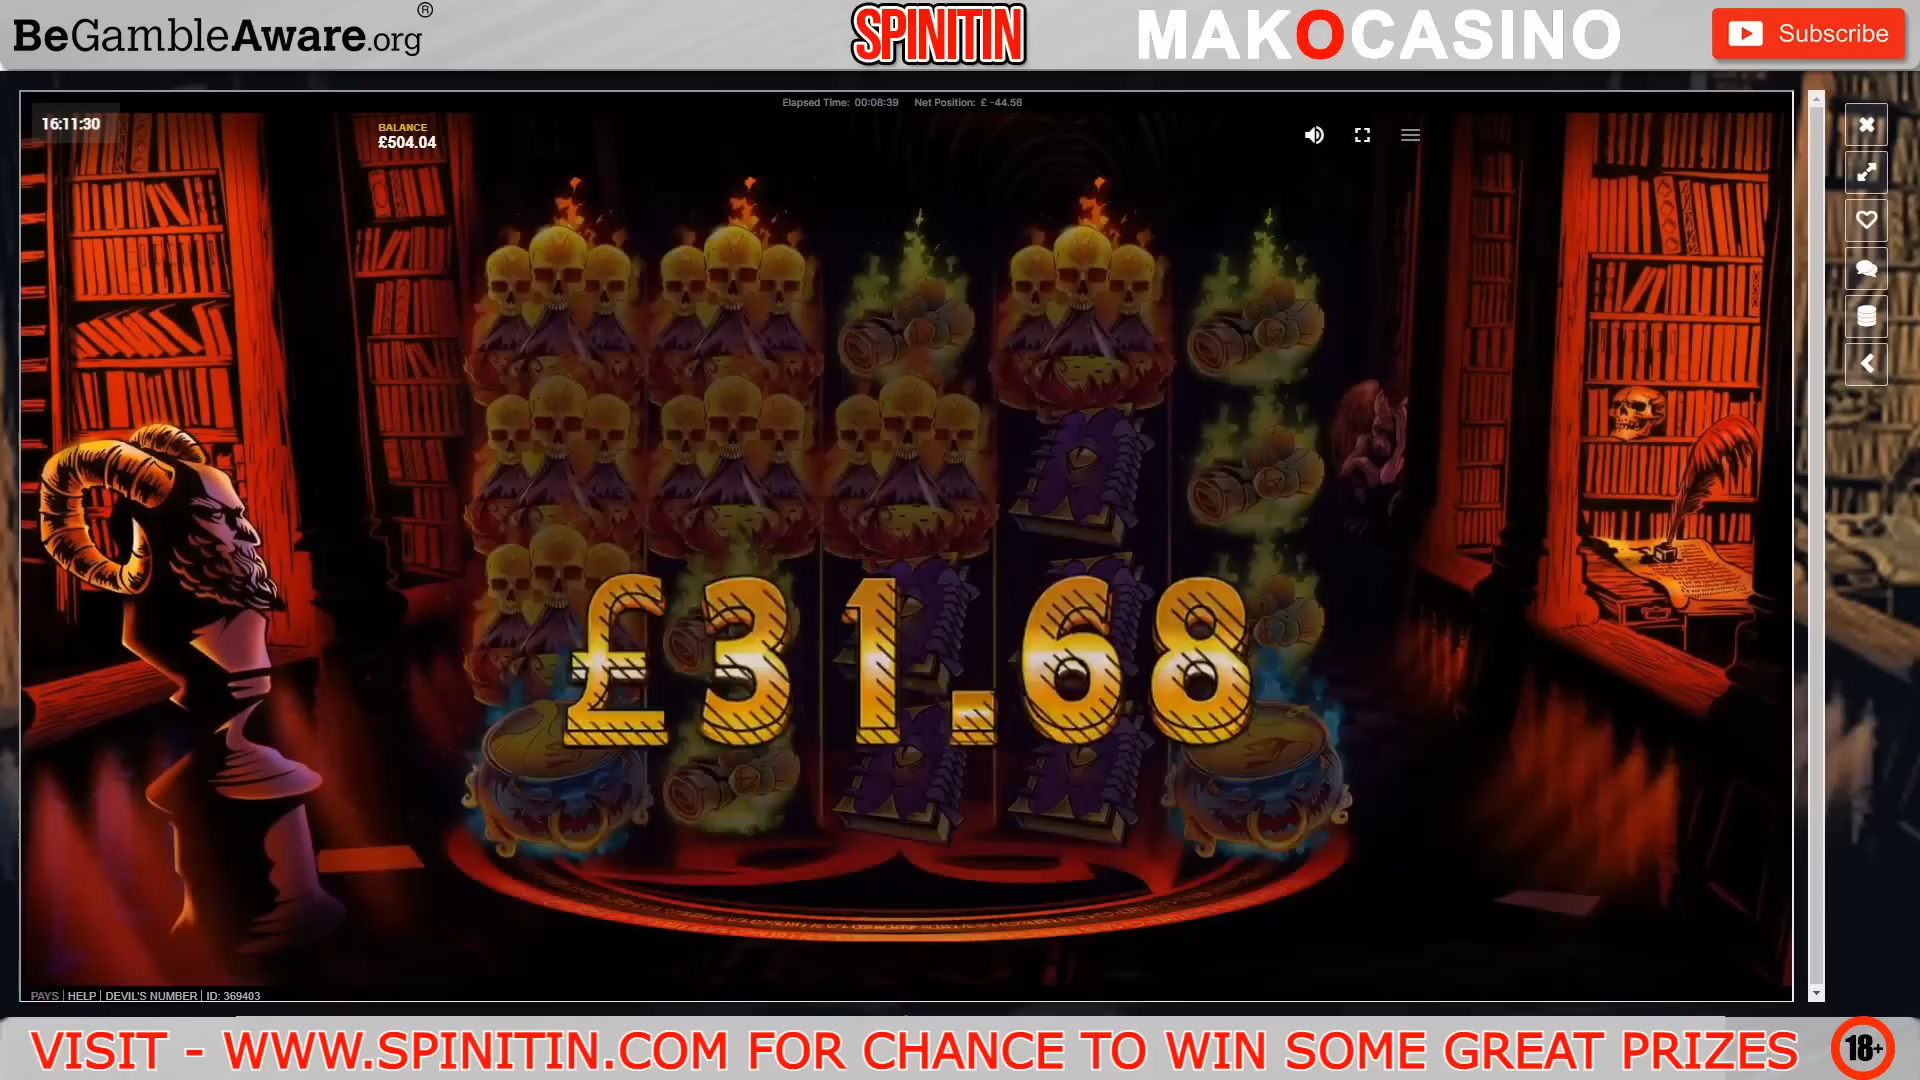 BeGambleAware.org®
SPINITIN
MAKOCASINO
Subscribe
Elapsed Time: 00:08:39 Net Position: £ -44.56
16:11:30
BALANCE
£504.04
£31.68
PAYS | HELP | DEVIL'S NUMBER | ID: 369403
VISIT - WWW.SPINITIN.COM FOR CHANCE TO WIN SOME GREAT PRIZES
18+